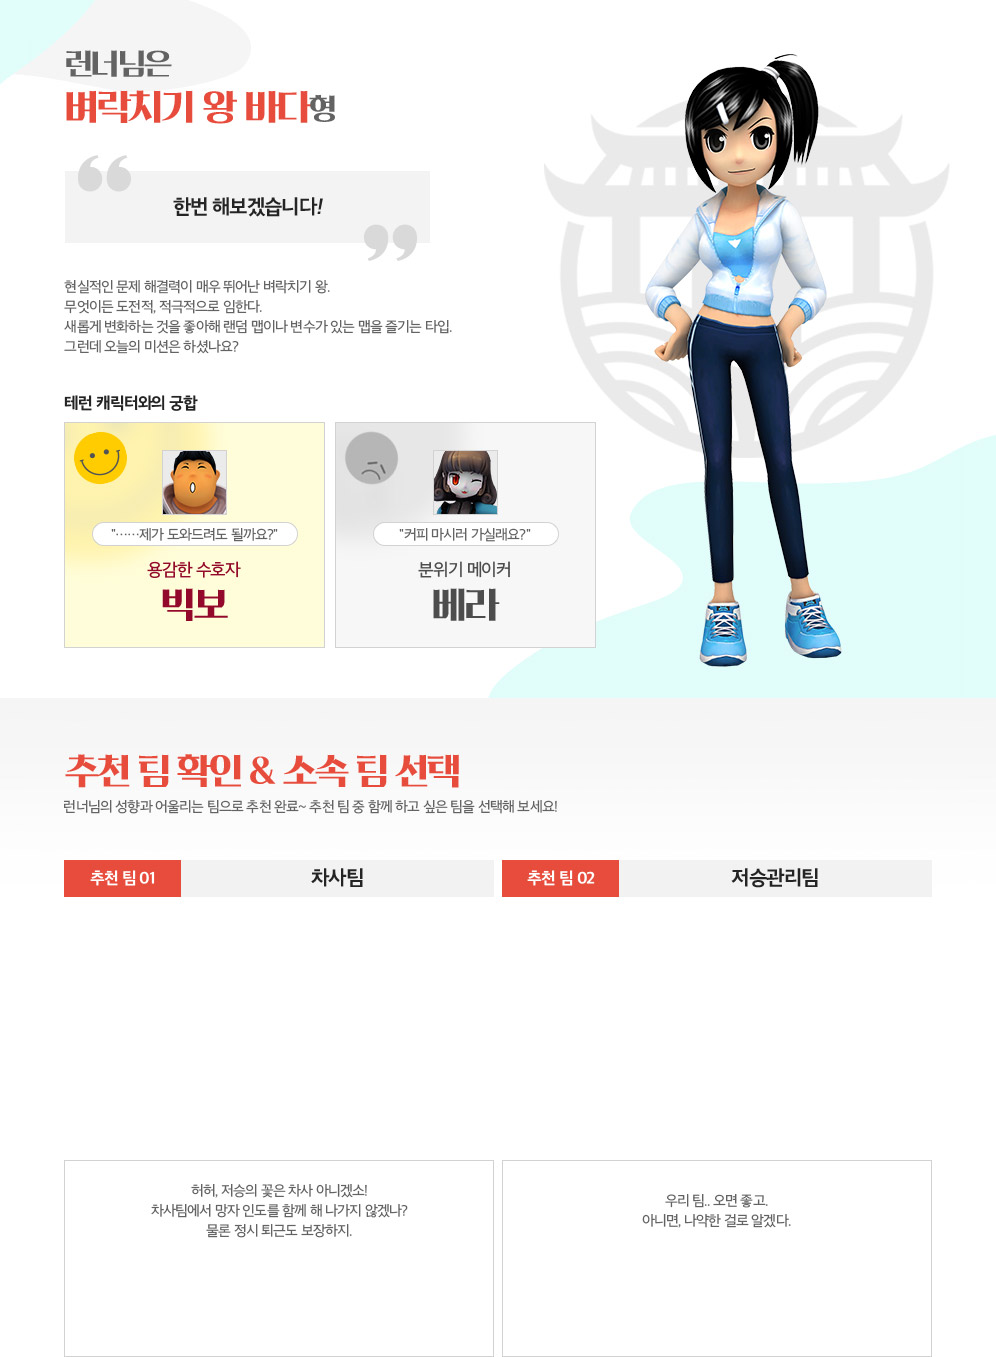 런너님은
벼락치기 왕 바다형
한번 해보겠습니다!
현실적인 문제 해결력이 매우 뛰어난 벼락치기 왕.
무엇이든 도전적, 적극적으로 임한다.
새롭게 변화하는 것을 좋아해 랜덤 맵이나 변수가 있는 맵을 즐기는 타입.
그런데 오늘의 미션은 하셨나요?
테런 캐릭터와의 궁합
"……제가 도와드려도 될까요?"
용감한 수호자
빅보
"커피 마시러 가실래요?"
분위기 메이커
베라
추천 팀 확인 & 소속 팀 선택
런너님의 성향과 어울리는 팀으로 추천 완료~ 추천 팀 중 함께 하고 싶은 팀을 선택해 보세요!
추천 팀 01
차사팀
추천 팀 02
저승관리팀
허허, 저승의 꽃은 차사 아니겠소!
차사팀에서 망자 인도를 함께 해 나가지 않겠나?
물론 정시 퇴근도 보장하지.
우리 팀.. 오면 좋고.
아니면, 나약한 걸로 알겠다.